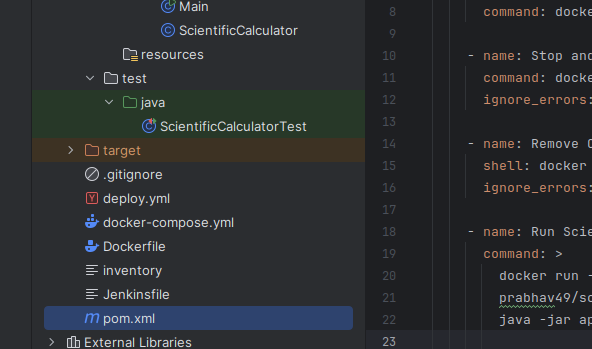 Main
ScientificCalculator
resources
test
java
ScientificCalculatorTest
target
.gitignore
deploy.yml
docker-compose.yml
Dockerfile
inventory
Jenkinsfile
pom.xml
External Libraries
8 command: docke
9
10 - name: Stop and
11 command: docke
12 ignore_errors:
13
14 - name: Remove
15 shell: docker
16 ignore_errors:
17
18 - name: Run Scie
19 command: >
20 docker run -
21 prabhav49/sc
22 java -jar ap
23